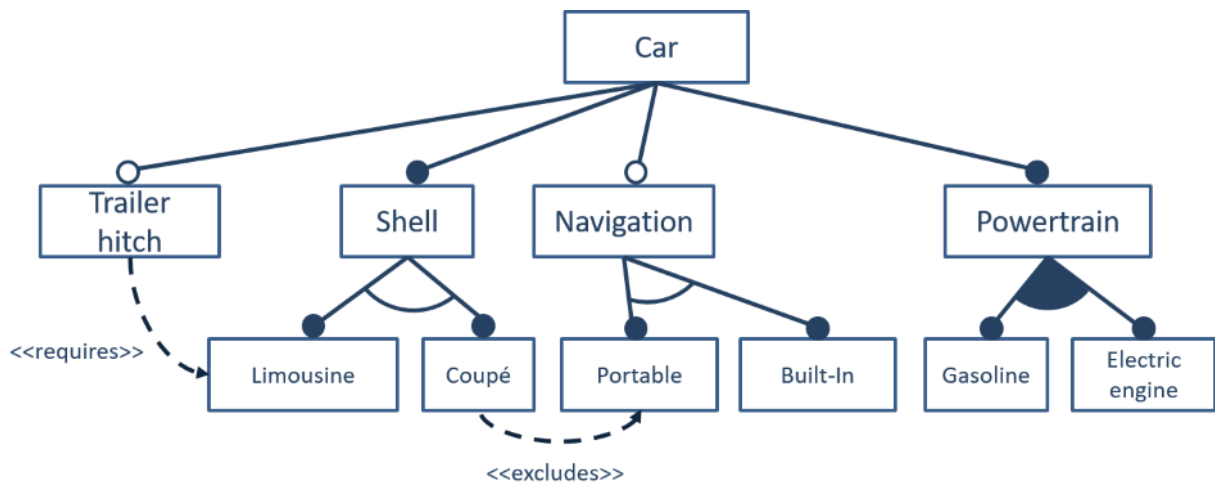 Car
Trailer
hitch
Shell
Navigation
Powertrain
<<requires>>
Limousine
Coupé
Portable
Built-In
Gasoline
Electric
engine
<<excludes>>